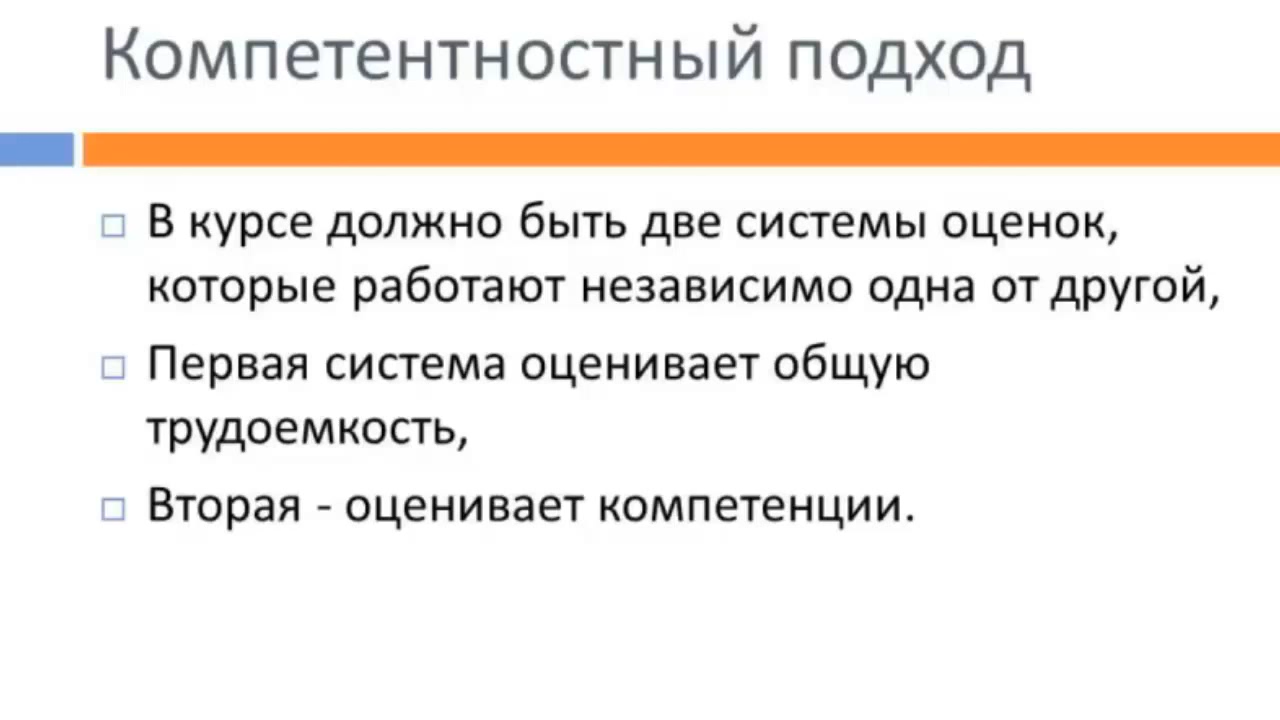 Компетентностный подход
В курсе должно быть две системы оценок,
которые работают независимо одна от другой,
Первая система оценивает общую
трудоемкость,
Вторая - оценивает компетенции.